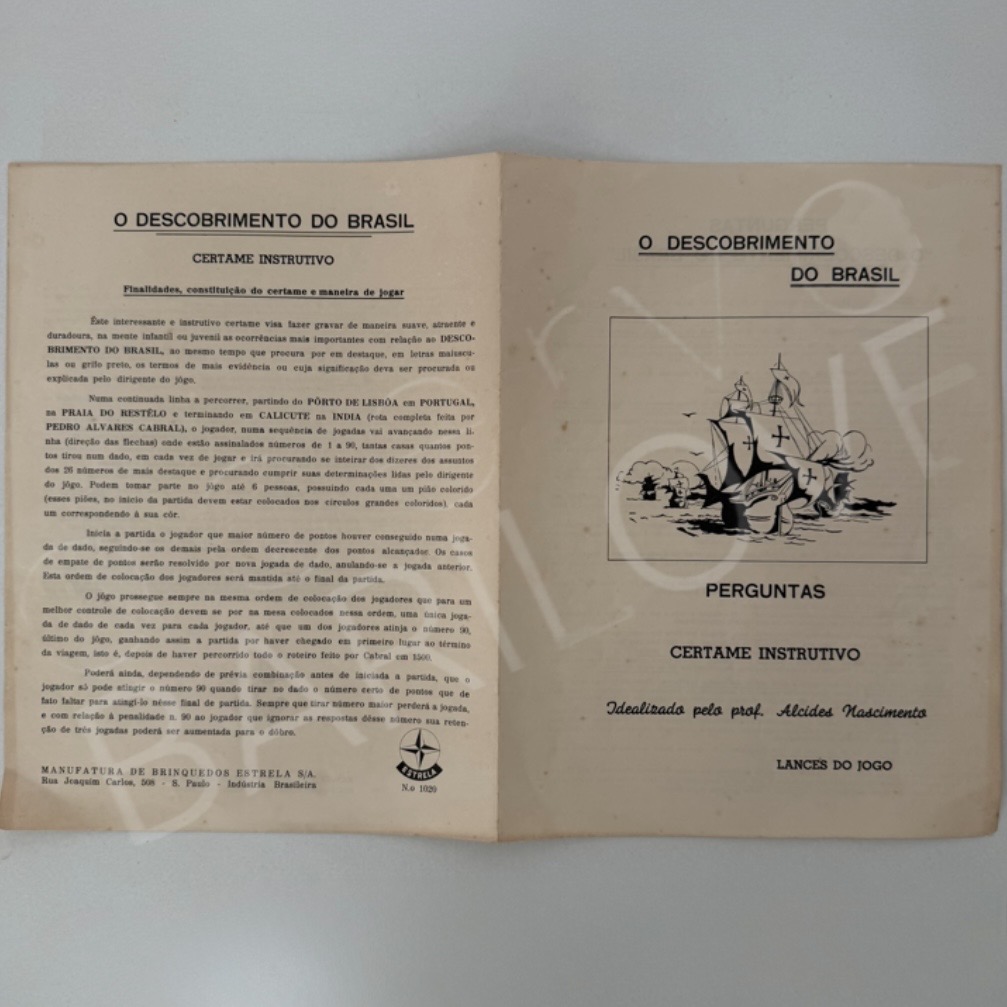 O DESCOBRIMENTO DO BRASIL
CERTAME INSTRUTIVO
Finalidades, constituição do certame e maneira de jogar
Êste interessante e instrutivo certame visa fazer gravar de maneira suave, atraente e
duradoura, na mente infantil ou juvenil as ocorrências mais importantes com relação ao DESCO-
BRIMENTO DO BRASIL, ao mesmo tempo que procura por em destaque, em letras maiuscu-
las ou grifo preto, os termos de mais evidência ou cuja significação deva ser procurada ou
explicada pelo dirigente do jôgo.
Numa continuada linha a percorrer, partindo do PÔRTO DE LISBÔA em PORTUGAL,
na PRAIA DO RESTÊLO e terminando em CALICUTE na INDIA (rota completa feita por
PEDRO ALVARES CABRAL), o jogador, numa sequência de jogadas vai avançando nessa li-
nha (direção das flechas) onde estão assinalados números de 1 a 90, tantas casas quantos pon-
tos tirou num dado, em cada vez de jogar e irá procurando se inteirar dos dizeres dos assuntos
dos 26 números de mais destaque e procurando cumprir suas determinações lidas pelo dirigente
do jôgo. Podem tomar parte no jôgo até 6 pessoas, possuindo cada uma um pião colorido
(esses piões, no início da partida devem estar colocados nos círculos grandes coloridos), cada
um correspondendo à sua côr.
Inicia a partida o jogador que maior número de pontos houver conseguido numa joga-
da de dado, seguindo-se os demais pela ordem decrescente dos pontos alcançados. Os casos
de empate de pontos serão resolvido por nova jogada de dado, anulando-se a jogada anterior.
Esta ordem de colocação dos jogadores será mantida até o final da partida.
O jôgo prossegue sempre na mesma ordem de colocação dos jogadores que para um
melhor controle de colocação devem se por na mesa colocados nessa ordem, uma única joga-
da de dado de cada vez para cada jogador, até que um dos jogadores atinja o número 90,
último do jôgo, ganhando assim a partida por haver chegado em primeiro lugar ao término
da viagem, isto é, depois de haver percorrido todo o roteiro feito por Cabral em 1500.
Poderá ainda, dependendo de prévia combinação antes de iniciada a partida, que o
jogador só pode atingir o número 90 quando tirar no dado o número certo de pontos que de
fato faltar para atingí-lo nêsse final de partida. Sempre que tirar número maior perderá a jogada,
e com relação à penalidade n. 90 ao jogador que ignorar as respostas dêsse número sua reten-
ção de três jogadas poderá ser aumentada para o dôbro.
MANUFATURA DE BRINQUEDOS ESTRELA S/A.
Rua Joaquim Carlos, 508 - S. Paulo - Indústria Brasileira
ESTRELA
N.o 1020
O DESCOBRIMENTO
DO BRASIL
PERGUNTAS
CERTAME INSTRUTIVO
Idealizado pelo prof. Alcides Nascimento
LANCES DO JOGO